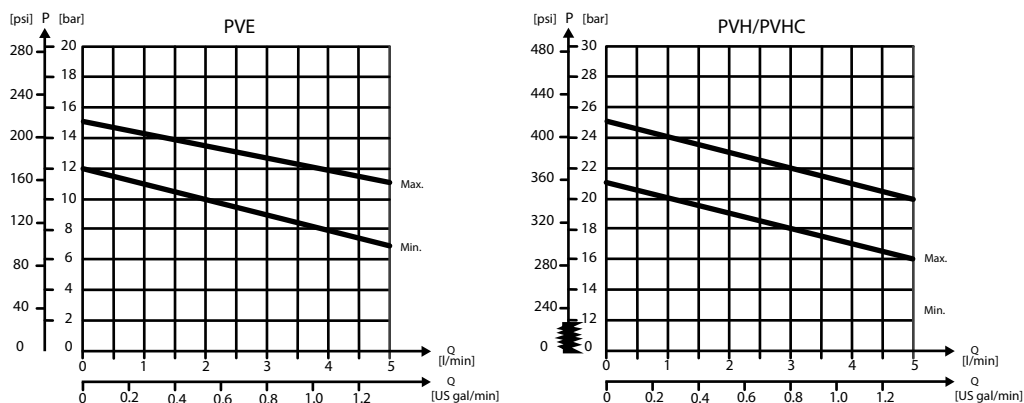 [psi] P [bar]
PVE
280 20
18
240 16
200 14
12
160 10
120 8
80 6
4
40 2
0 0
Max.
Min.
0 1 2 3 4 5
Q
[l/min]
0 0.2 0.4 0.6 0.8 1.0 1.2
Q
[US gal/min]
[psi] P [bar]
PVH/PVHC
480 30
28
440 26
400 24
22
360 20
320 18
280 16
14
240 12
0 0
Max.
Min.
0 1 2 3 4 5
Q
[l/min]
0 0.2 0.4 0.6 0.8 1.0 1.2
Q
[US gal/min]